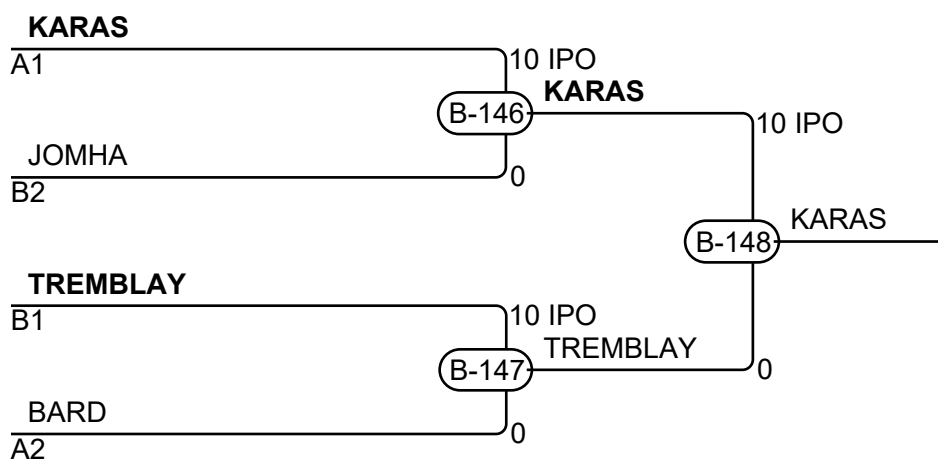 KARAS
A1
10 IPO
KARAS
B-146
10 IPO
JOMHA
B2
0
KARAS
B-148
TREMBLAY
B1
10 IPO
TREMBLAY
B-147
0
BARD
A2
0